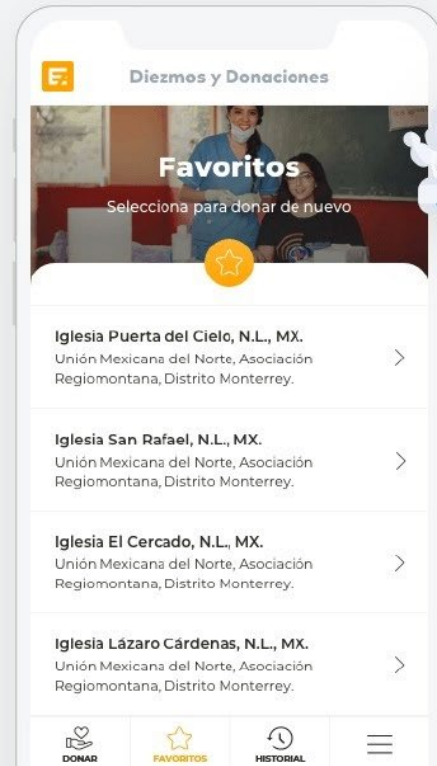 Diezmos y Donaciones
Favoritos
Selecciona para donar de nuevo
Iglesia Puerta del Cielo, N.L., MX.
Unión Mexicana del Norte, Asociación
Regiomontana, Distrito Monterrey.
Iglesia San Rafael, N.L., MX.
Unión Mexicana del Norte, Asociación
Regiomontana, Distrito Monterrey.
Iglesia El Cercado, N.L., MX.
Unión Mexicana del Norte, Asociación
Regiomontana, Distrito Monterrey.
Iglesia Lázaro Cárdenas, N.L., MX.
Unión Mexicana del Norte, Asociación
Regiomontana, Distrito Monterrey.
DONAR FAVORITOS HISTORIAL